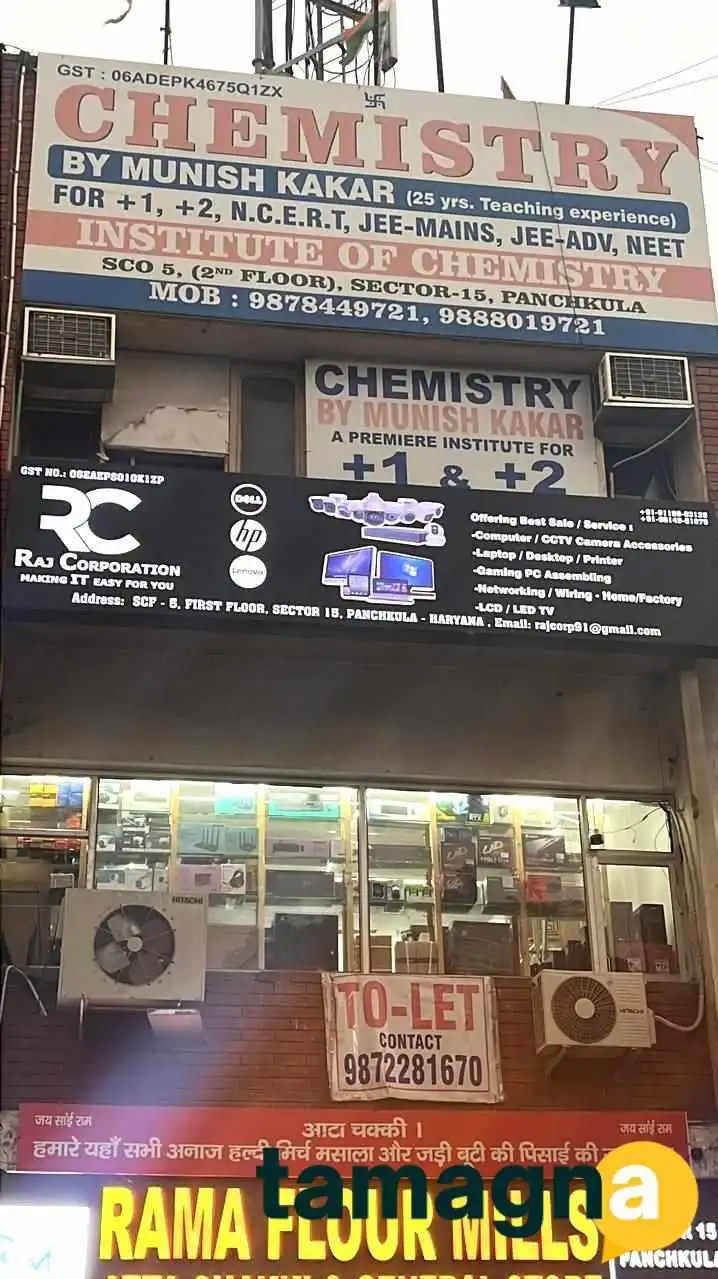 GST : 06ADEPK4675Q1ZX
CHEMISTRY
BY MUNISH KAKAR (25 yrs. Teaching experience)
FOR +1, +2, N.C.E.R.T, JEE-MAINS, JEE-ADV, NEET
INSTITUTE OF CHEMISTRY
SCO 5, (2ND FLOOR), SECTOR-15, PANCHKULA
MOB : 9878449721, 9888019721
CHEMISTRY
BY MUNISH KAKAR
A PREMIERE INSTITUTE FOR
+1 & +2
RC
RAJ CORPORATION
MAKING IT EASY FOR YOU
DELL
hp
Lenovo
Offering Best Sale / Service :
-Computer / CCTV Camera Accessories
-Laptop / Desktop / Printer
-Gaming PC Assembling
-Networking / Wiring - Home/Factory
-LCD / LED TV
Address: SCF - 5, FIRST FLOOR, SECTOR 15, PANCHKULA - HARYANA . Email: rajcorp91@gmail.com
HITACHI
HITACHI
TO-LET
CONTACT
9872281670
जय सांई राम
आटा चक्की ।
जय सांई राम
हमारे यहाँ सभी अनाज हल्दी मिर्च मसाला और जड़ी बूटी की पिसाई की
RAMA FLOUR MILLS
15
PANCHKULA
tamagna